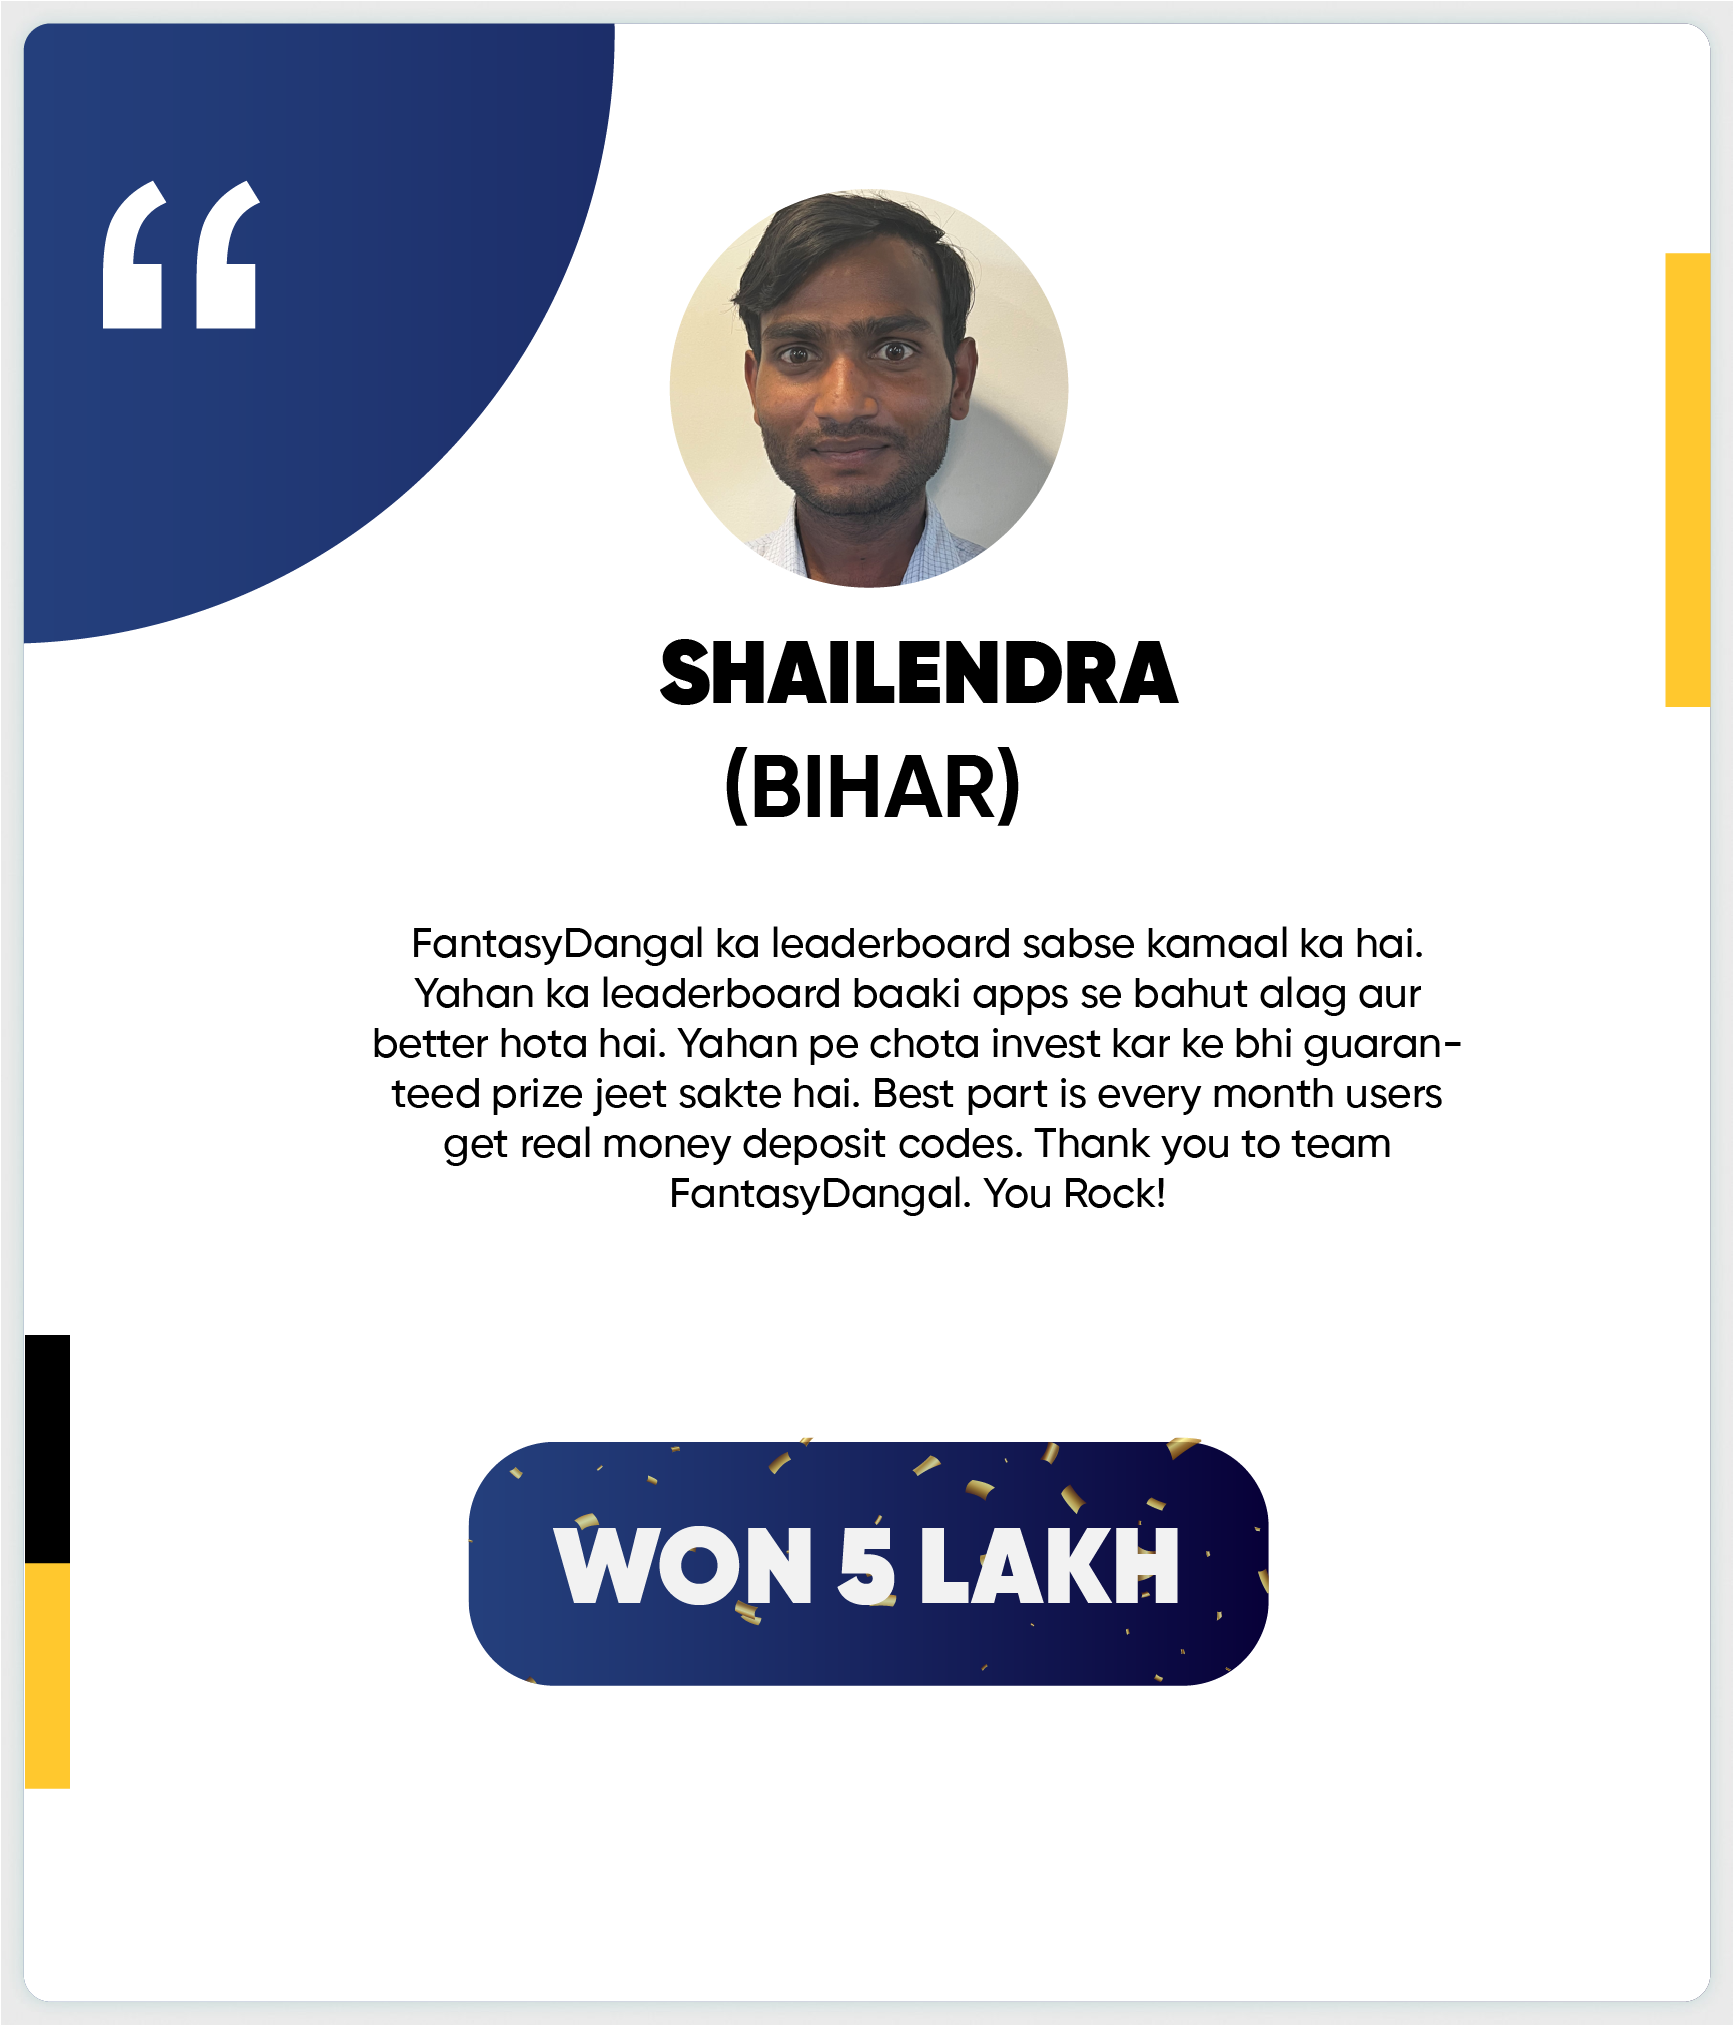 “
SHAILENDRA
(BIHAR)
FantasyDangal ka leaderboard sabse kamaal ka hai.
Yahan ka leaderboard baaki apps se bahut alag aur
better hota hai. Yahan pe chota invest kar ke bhi guaran-
teed prize jeet sakte hai. Best part is every month users
get real money deposit codes. Thank you to team
FantasyDangal. You Rock!
WON 5 LAKH